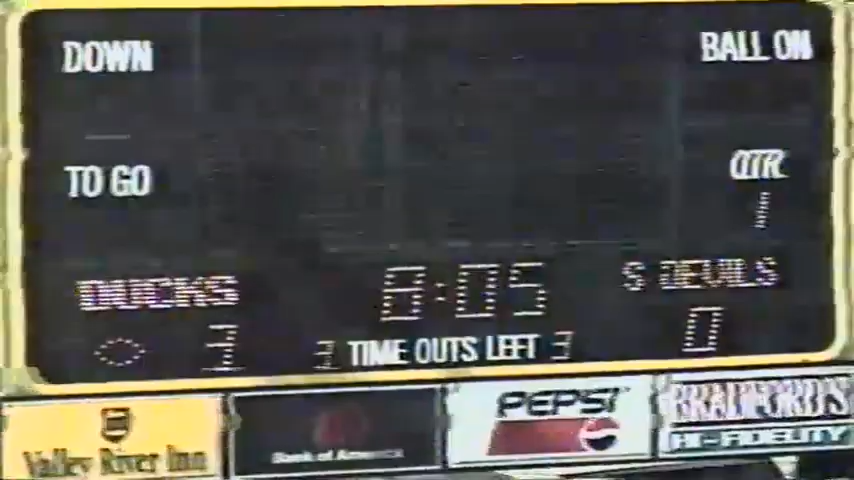 DOWN
BALL ON
TO GO
QTR
1
DUCKS
8:05
S DEVILS
3
3 TIME OUTS LEFT 3
0
Valley River Inn
Bank of America
PEPSI
BRADFORD'S
HI-FIDELITY